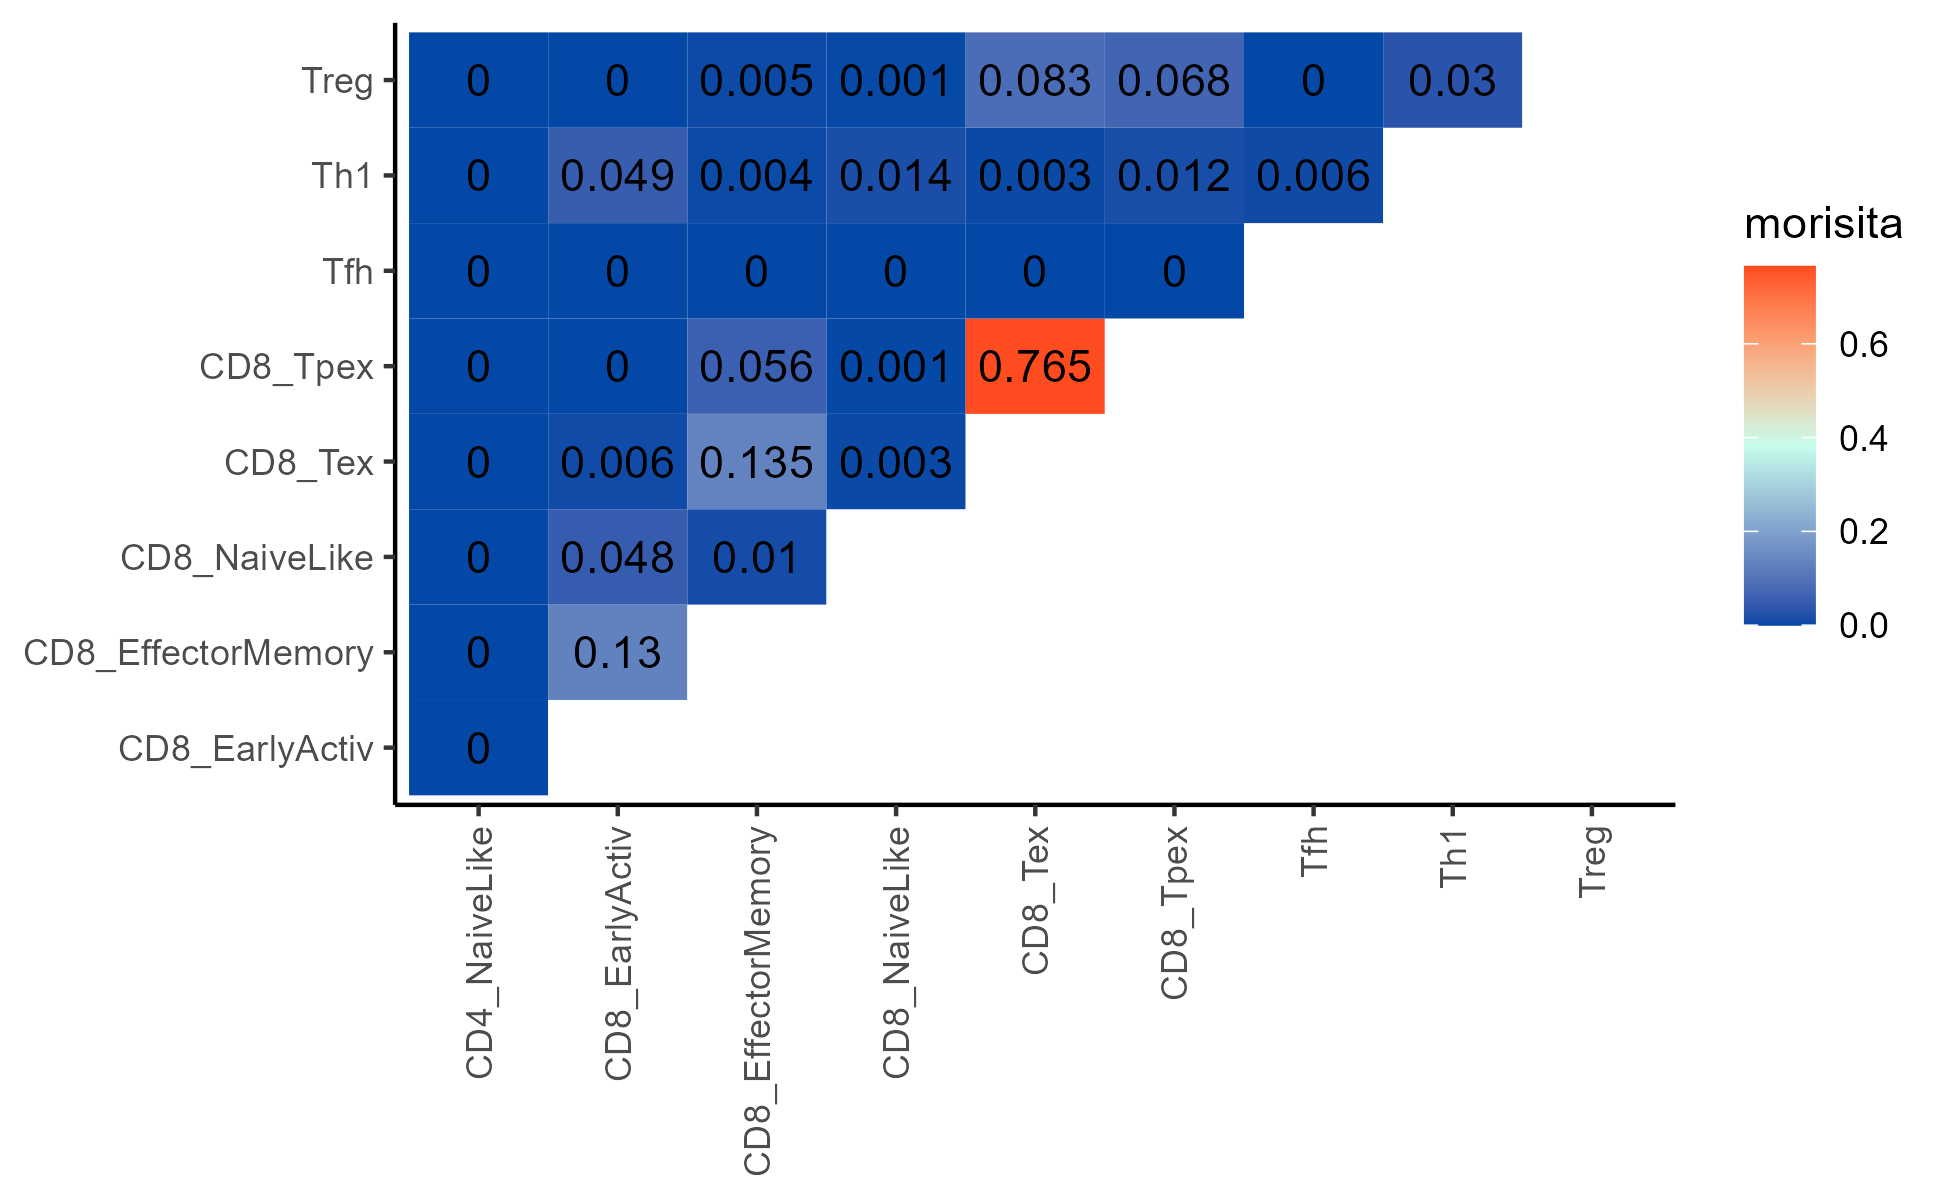 Treg 0 0 0.005 0.001 0.083 0.068 0 0.03
Th1 0 0.049 0.004 0.014 0.003 0.012 0.006
Tfh 0 0 0 0 0 0
CD8_Tpex 0 0 0.056 0.001 0.765
CD8_Tex 0 0.006 0.135 0.003
CD8_NaiveLike 0 0.048 0.01
CD8_EffectorMemory 0 0.13
CD8_EarlyActiv 0
CD4_NaiveLike
CD8_EarlyActiv
CD8_EffectorMemory
CD8_NaiveLike
CD8_Tex
CD8_Tpex
Tfh
Th1
Treg
morisita
0.6
0.4
0.2
0.0